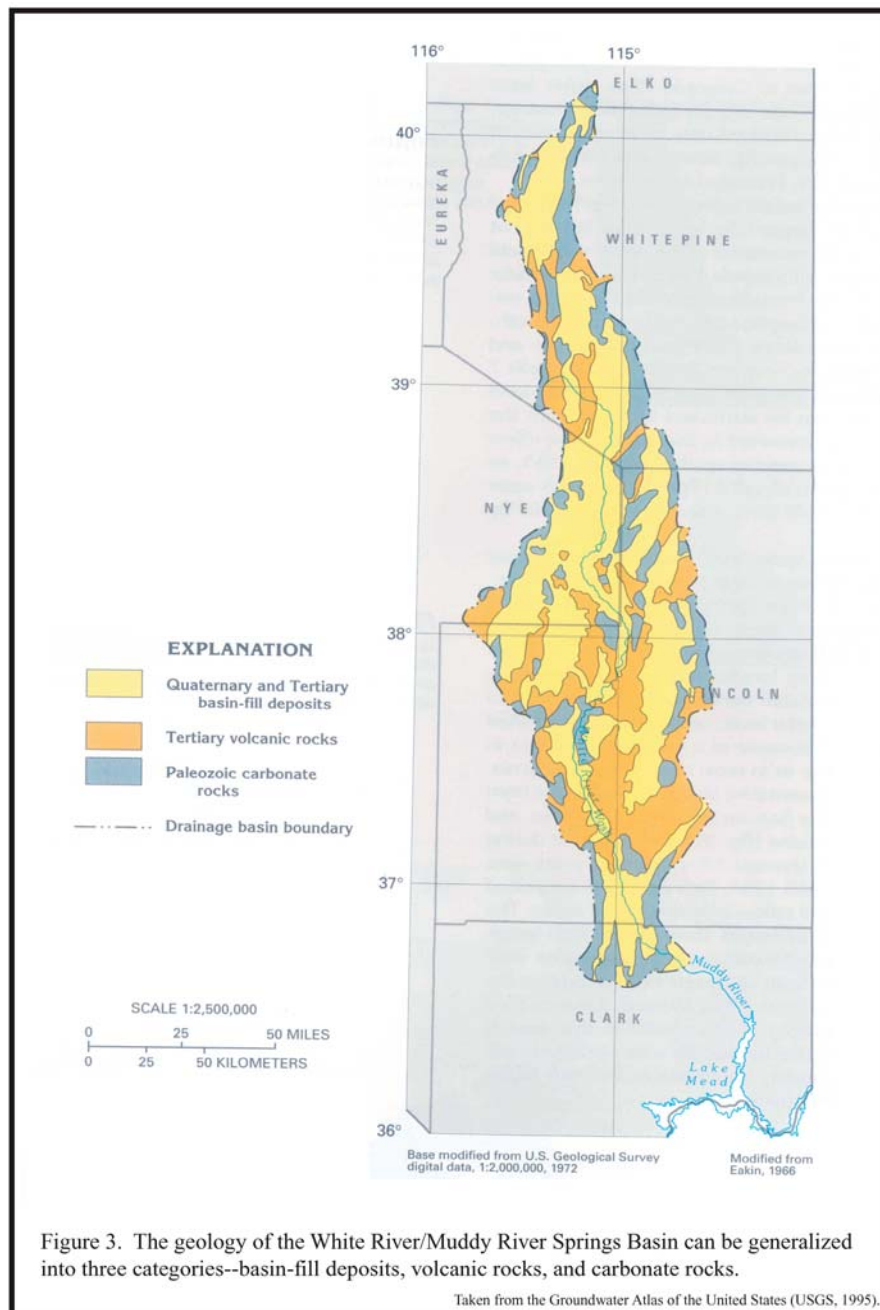 116° 115°
ELKO
40°
EUREKA
WHITE PINE
39°
NYE
38°
EXPLANATION
Quaternary and Tertiary
basin-fill deposits
Tertiary volcanic rocks
Paleozoic carbonate
rocks
Drainage basin boundary
LINCOLN
White River
37°
Muddy River
SCALE 1:2,500,000
0 25 50 MILES
0 25 50 KILOMETERS
CLARK
Lake
Mead
36°
Base modified from U.S. Geological Survey
digital data, 1:2,000,000, 1972
Modified from
Eakin, 1966
Figure 3. The geology of the White River/Muddy River Springs Basin can be generalized
into three categories--basin-fill deposits, volcanic rocks, and carbonate rocks.
Taken from the Groundwater Atlas of the United States (USGS, 1995).